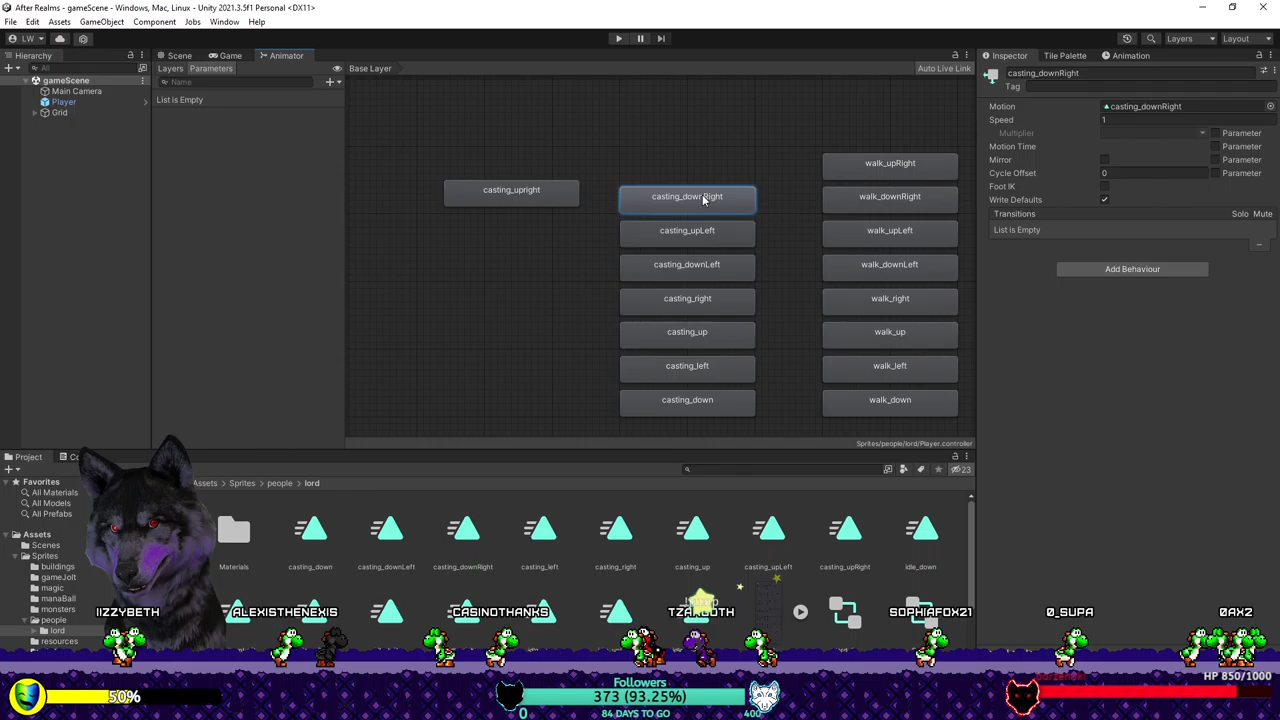 After Realms - gameScene - Windows, Mac, Linux - Unity 2021.3.5f1 Personal <DX11>
File Edit Assets GameObject Component Jobs Window Help
LW Layers Layout
Hierarchy Scene Game Animator Inspector Tile Palette Animation
All Layers Parameters Base Layer Auto Live Link
gameScene
Main Camera
Player
Grid
Name
List is Empty
casting_upright
casting_downRight
casting_upLeft
casting_downLeft
casting_right
casting_up
casting_left
casting_down
walk_upRight
walk_downRight
walk_upLeft
walk_downLeft
walk_right
walk_up
walk_left
walk_down
Sprites/people/lord/Player.controller
casting_downRight
Tag
Motion casting_downRight
Speed 1
Multiplier Parameter
Motion Time Parameter
Mirror Parameter
Cycle Offset 0 Parameter
Foot IK
Write Defaults
Transitions Solo Mute
List is Empty
Add Behaviour
Project
23
Favorites
All Materials
All Models
All Prefabs
Assets
Scenes
Sprites
buildings
gameJolt
magic
manaBall
monsters
people
lord
resources
Assets Sprites people lord
Materials casting_down casting_downLeft casting_downRight casting_left casting_right casting_up casting_upLeft casting_upRight idle_down
IIZZYBETH ALEXISTHENEXIS CASINOTHANKS TZAROUTH SOPHIAFOX21 0_SUPA 0AX2
50%
Followers
373 (93.25%)
0 84 DAYS TO GO 400
HP 850/1000